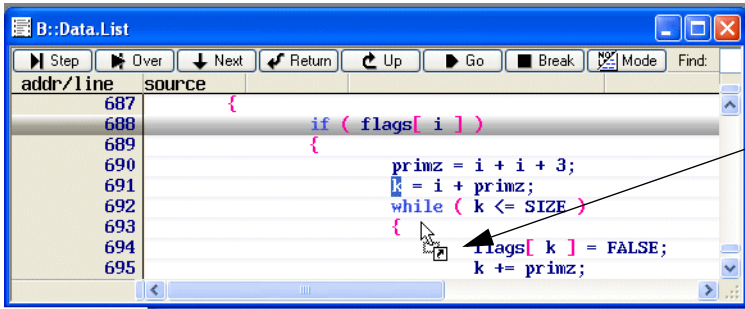 B::Data.List
Step Over Next Return Up Go Break Mode Find:
addr/line source
687 {
688 if ( flags[ i ] )
689 {
690 primz = i + i + 3;
691 k = i + primz;
692 while ( k <= SIZE )
693 {
694 flags[ k ] = FALSE;
695 k += primz;